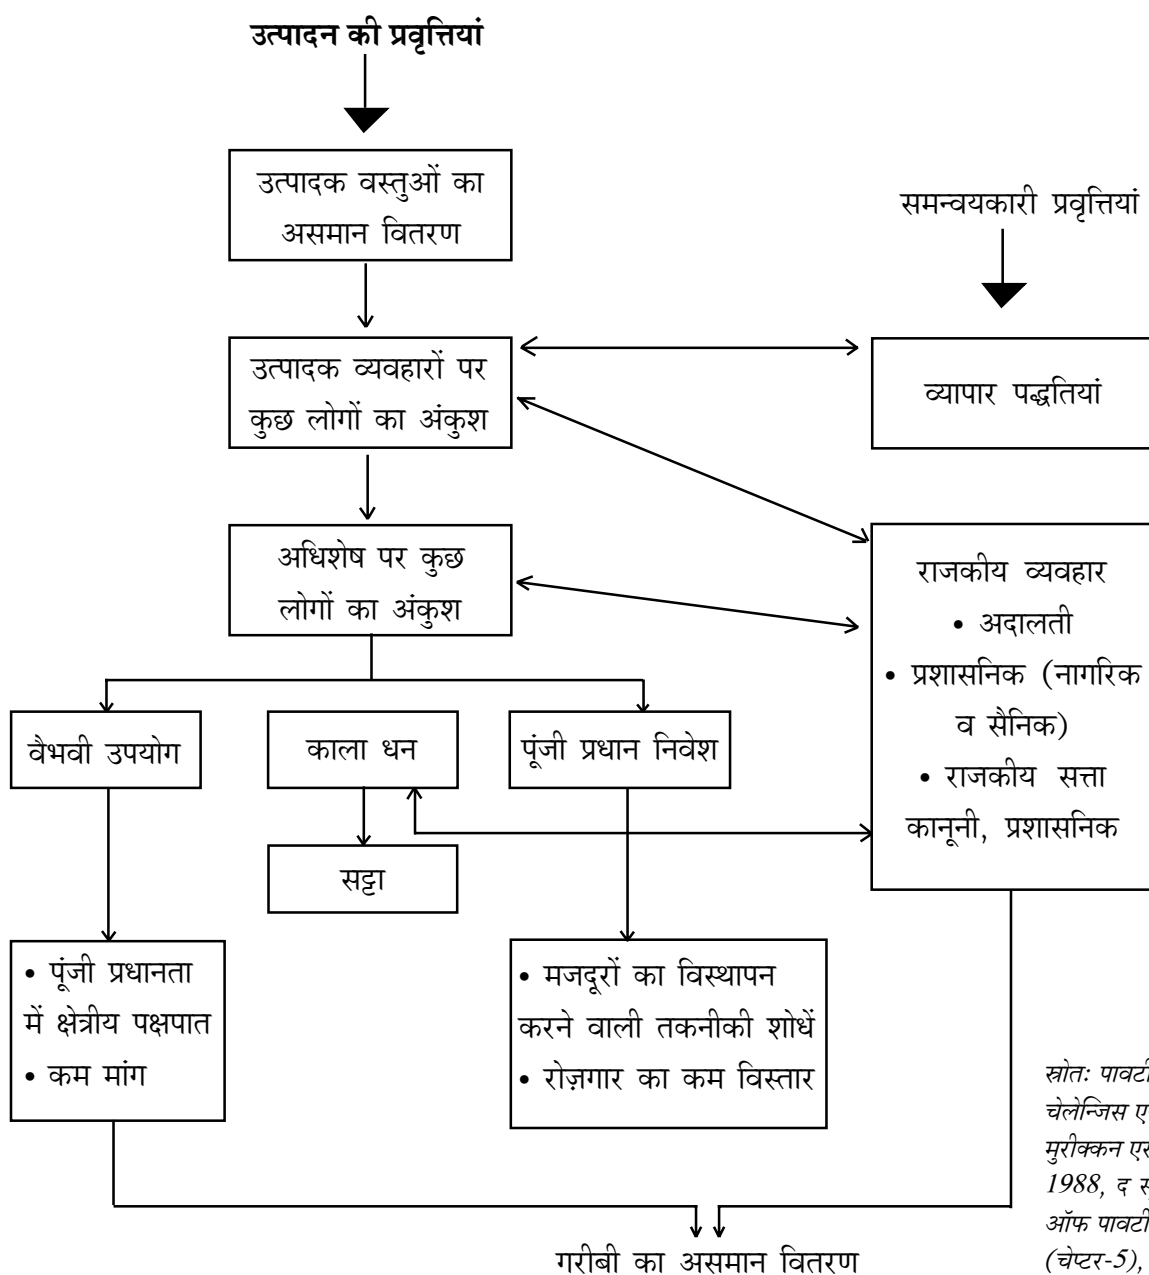 उत्पादन की प्रवृत्तियां
उत्पादक वस्तुओं का
असमान वितरण
समन्वयकारी प्रवृत्तियां
उत्पादक व्यवहारों पर
कुछ लोगों का अंकुश
व्यापार पद्धतियां
अधिशेष पर कुछ
लोगों का अंकुश
राजकीय व्यवहार
• अदालती
• प्रशासनिक (नागरिक
व सैनिक)
• राजकीय सत्ता
कानूनी, प्रशासनिक
वैभवी उपयोग
काला धन
पूंजी प्रधान निवेश
सट्टा
• पूंजी प्रधानता
में क्षेत्रीय पक्षपात
• कम मांग
• मजदूरों का विस्थापन
करने वाली तकनीकी शोधें
• रोज़गार का कम विस्तार
स्रोतः पावर्टी
चेलेन्जिस
मुरीक्कन
1988, द
ऑफ पावर्टी
(चेप्टर-5),
गरीबी का असमान वितरण